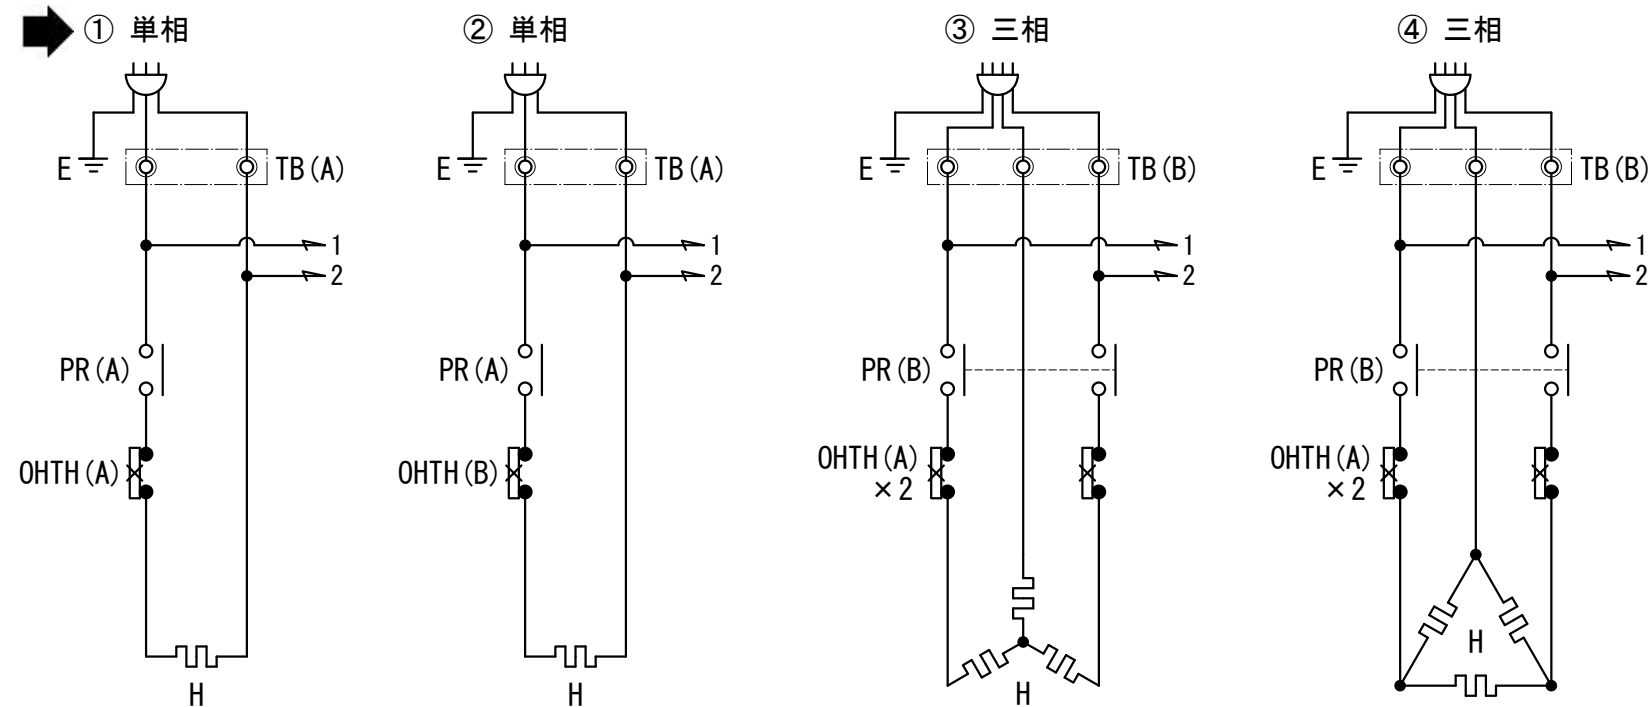 ① 単相
② 単相
③ 三相
④ 三相
E
TB(A)
E
TB(A)
E
TB(B)
E
TB(B)
1
1
1
1
2
2
2
2
PR(A)
PR(A)
PR(B)
PR(B)
OHTH(A)
OHTH(B)
OHTH(A)
×2
OHTH(A)
×2
H
H
H
H